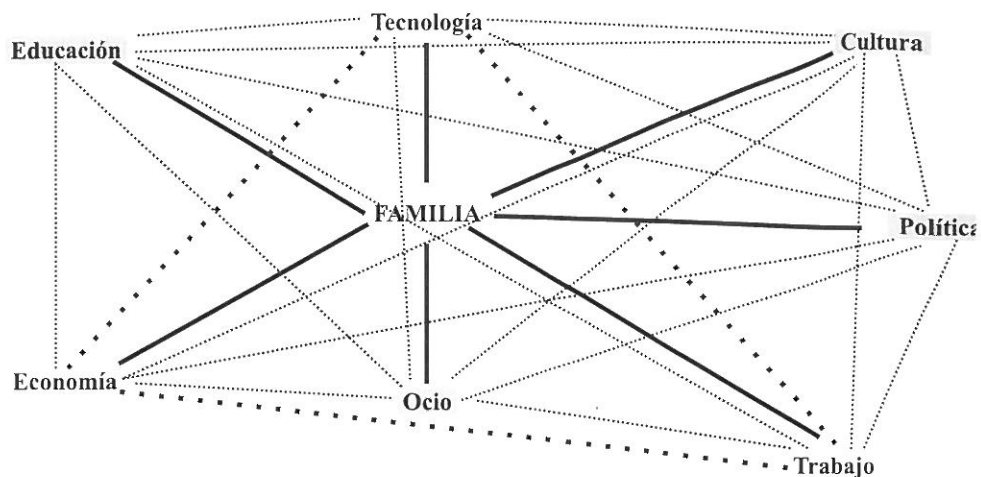 Tecnología
Educación
Cultura
FAMILIA
Política
Economía
Ocio
Trabajo